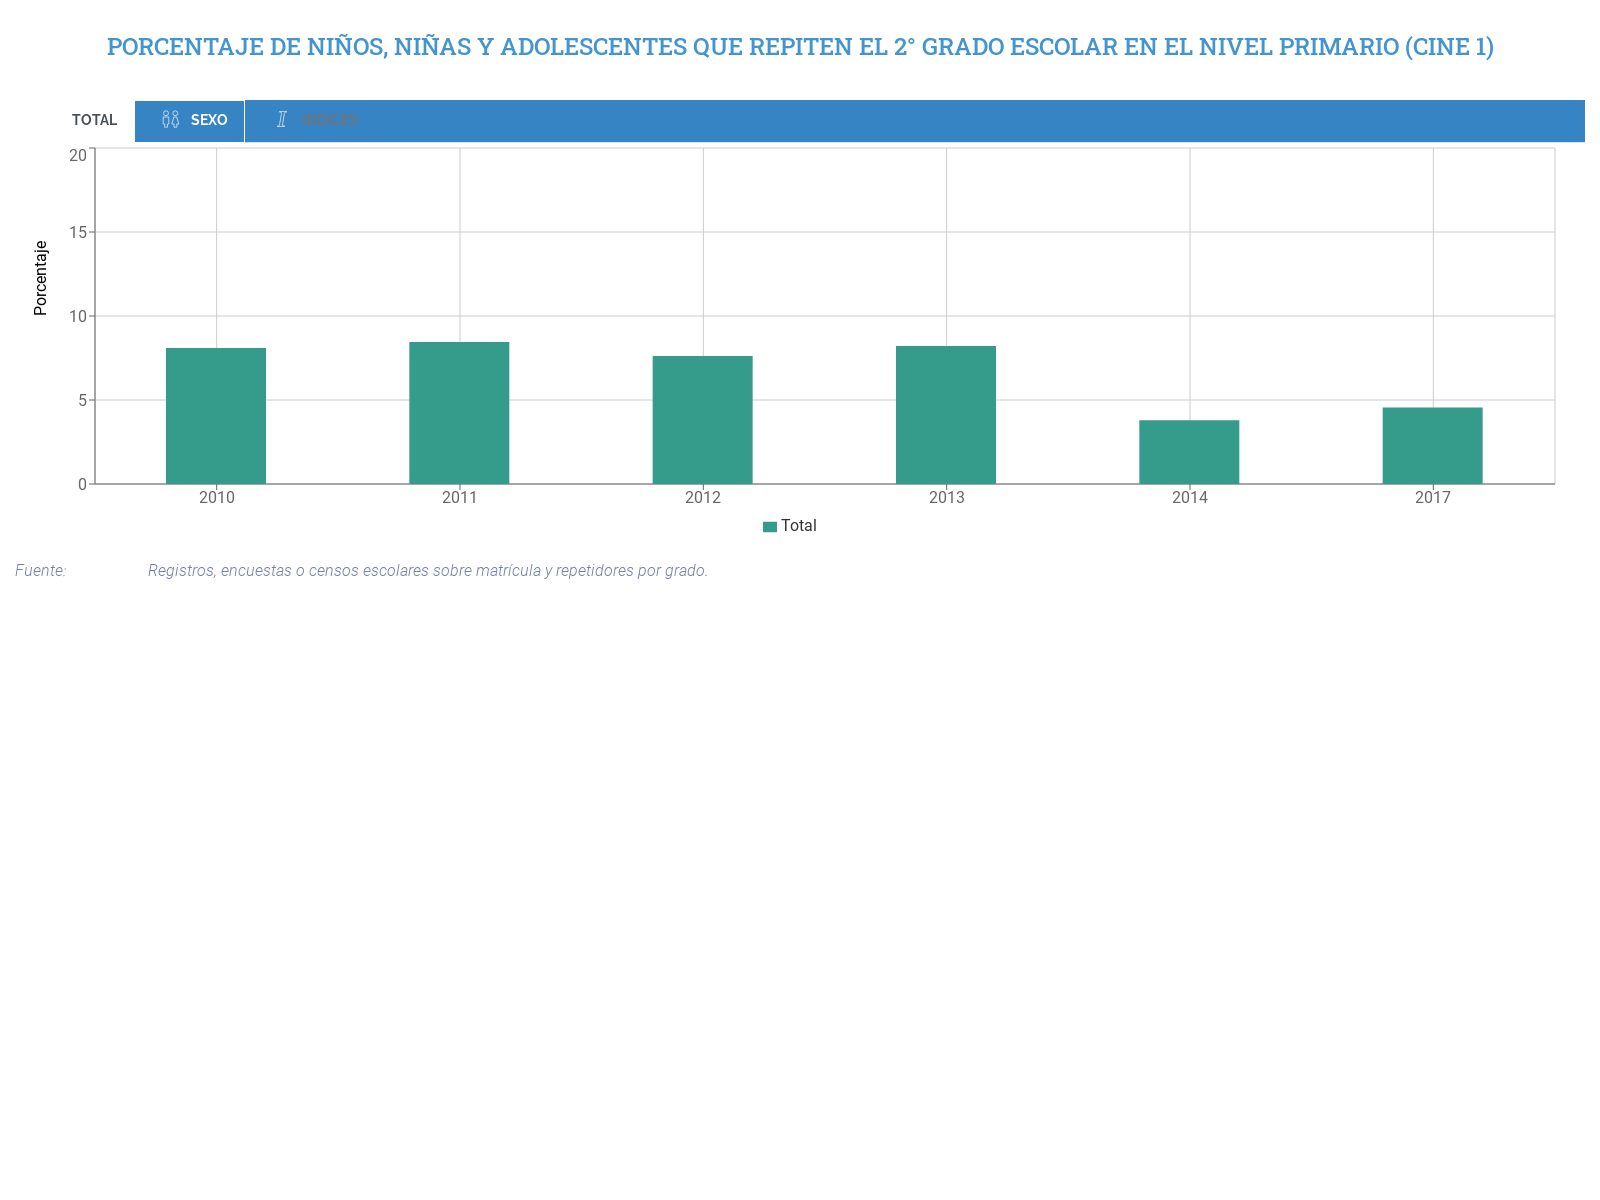 PORCENTAJE DE NIÑOS, NIÑAS Y ADOLESCENTES QUE REPITEN EL 2° GRADO ESCOLAR EN EL NIVEL PRIMARIO (CINE 1)
TOTAL SEXO INDICES
Porcentaje
20
15
10
5
0
2010 2011 2012 2013 2014 2017
Total
Fuente: Registros, encuestas o censos escolares sobre matrícula y repetidores por grado.